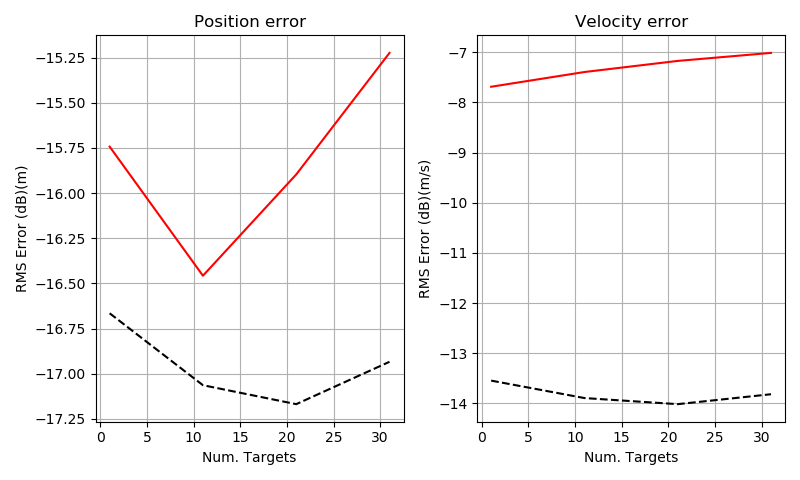 Position error
−15.25
−15.50
−15.75
−16.00
−16.25
−16.50
−16.75
−17.00
−17.25
RMS Error (dB)(m)
0 5 10 15 20 25 30
Num. Targets
Velocity error
−7
−8
−9
−10
−11
−12
−13
−14
RMS Error (dB)(m/s)
0 5 10 15 20 25 30
Num. Targets